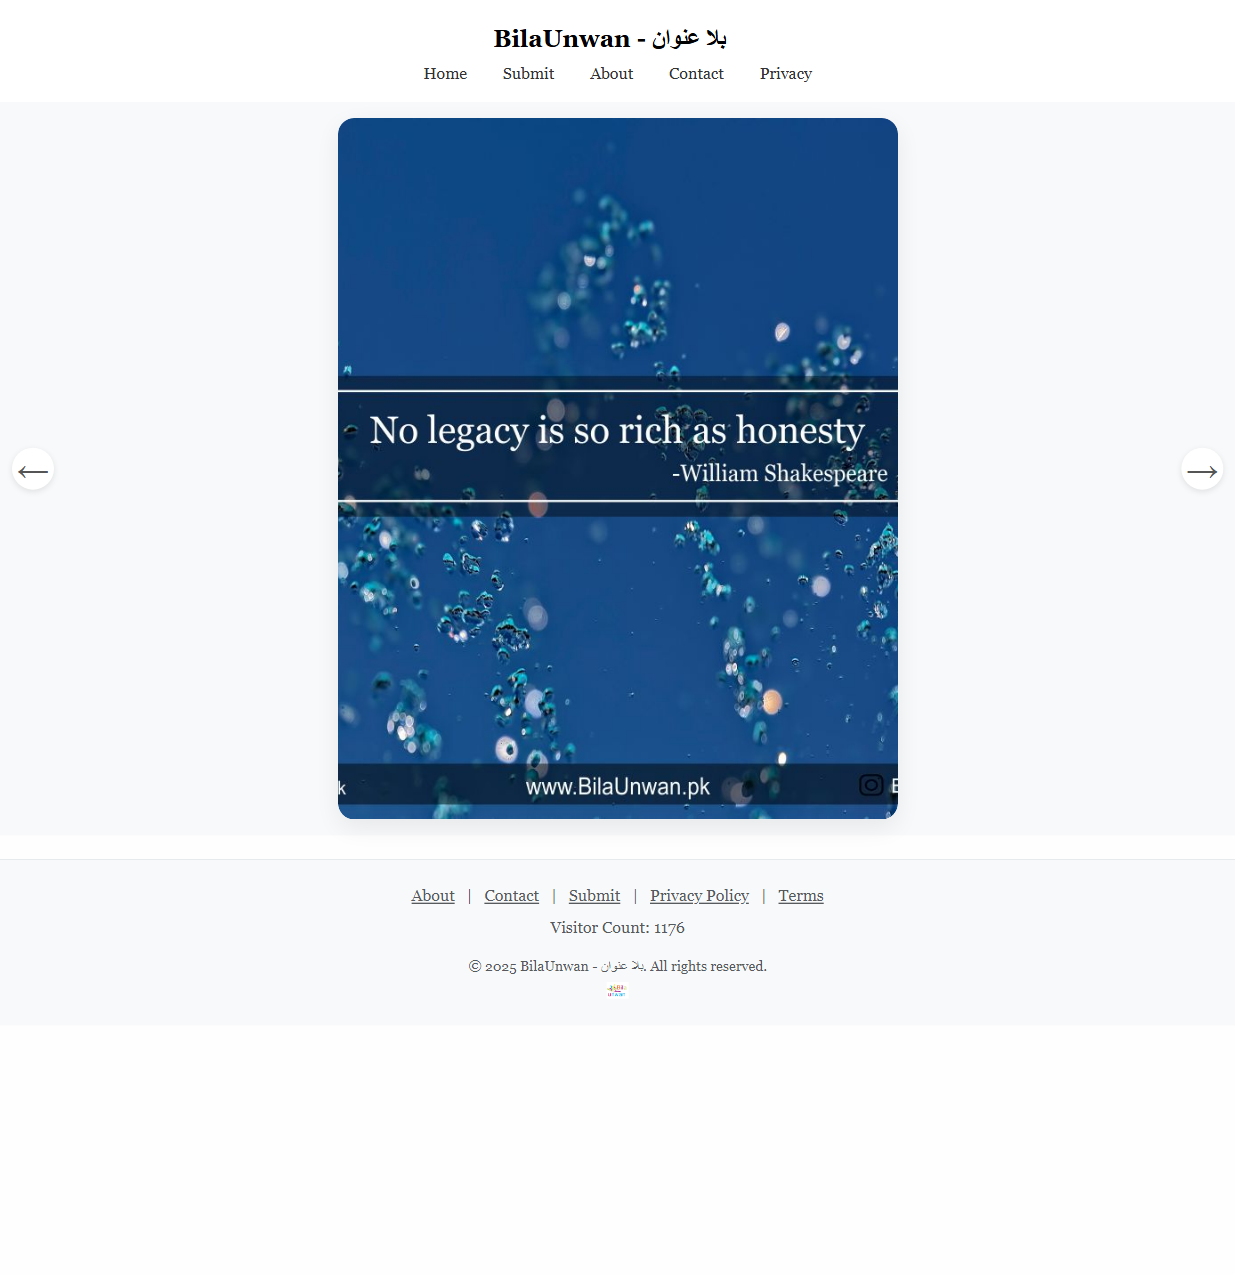 BilaUnwan - بلا عنوان
Home Submit About Contact Privacy
No legacy is so rich as honesty
-William Shakespeare
k www.BilaUnwan.pk
About | Contact | Submit | Privacy Policy | Terms
Visitor Count: 1176
© 2025 BilaUnwan - بلا عنوان. All rights reserved.